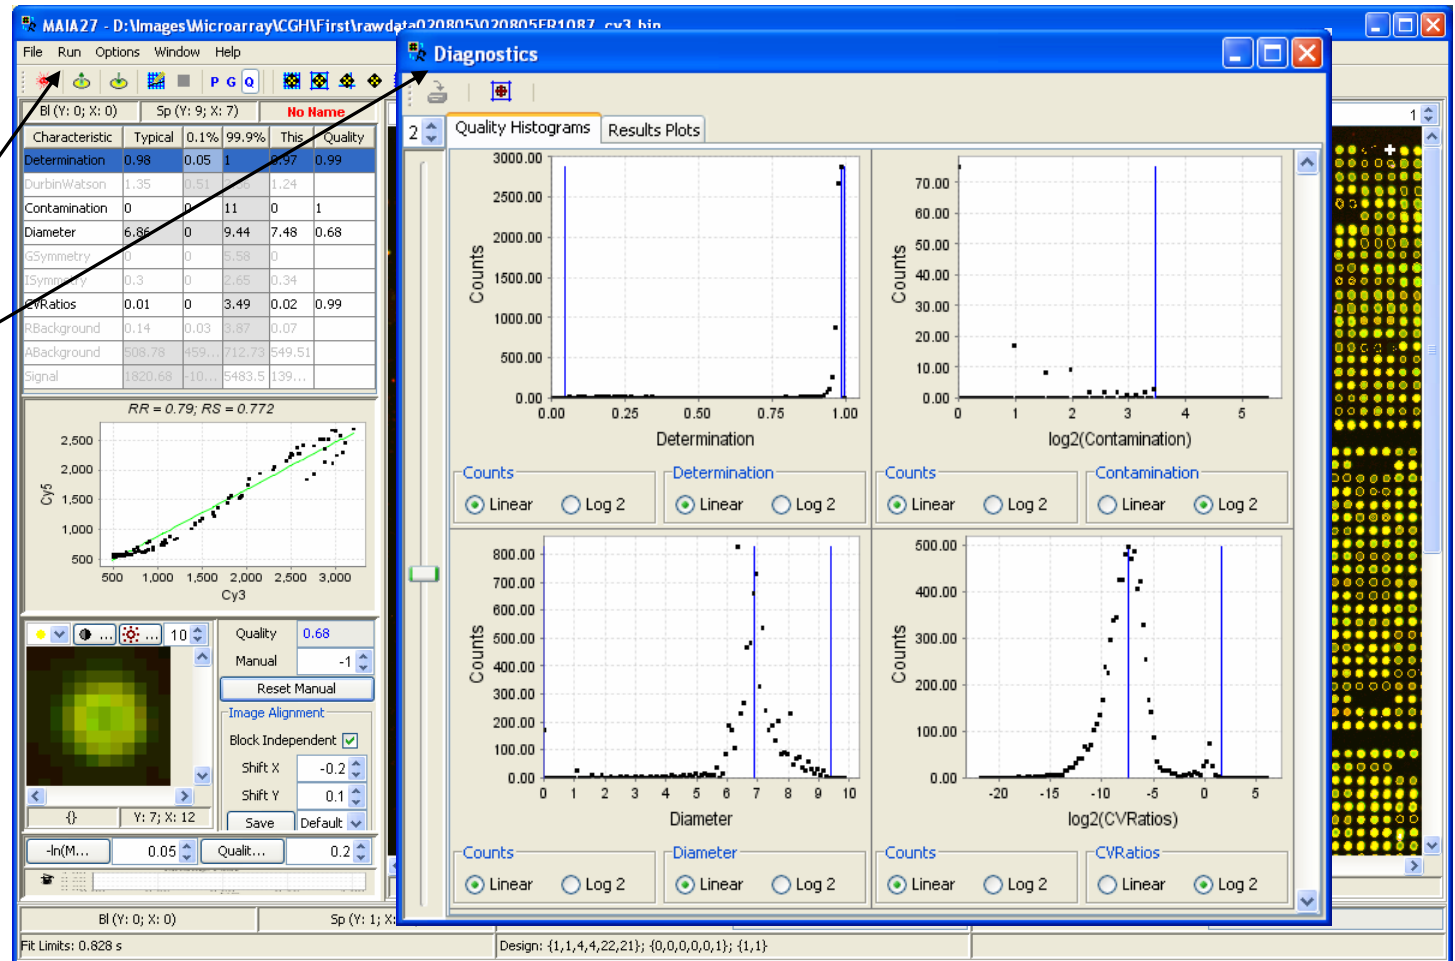 MAIA27 - D:\Images\Microarray\CGH\First\rawdata020805\020805FR1087_cy3.bin
File Run Options Window Help
P G Q
Bl (Y: 0; X: 0) Sp (Y: 9; X: 7) No Name
Characteristic Typical 0.1% 99.9% This Quality
Determination 0.98 0.05 1 0.97 0.99
DurbinWatson 1.35 0.51 1.24
Contamination 0 0 11 0 1
Diameter 6.86 0 9.44 7.48 0.68
GSymmetry 0 0 5.58 0
ISymmetry 0.3 0 2.65 0.34
CVRatios 0.01 0 3.49 0.02 0.99
RBackground 0.14 0.03 3.87 0.07
ABackground 508.78 459... 712.73 549.51
Signal 1820.68 -10... 5483.5 139...
RR = 0.79; RS = 0.772
2,500
2,000
1,500
1,000
500
Cy5
500 1,000 1,500 2,000 2,500 3,000
Cy3
... ... 10
Quality 0.68
Manual -1
Reset Manual
Image Alignment
Block Independent
Shift X -0.2
Shift Y 0.1
Save Default
{} Y: 7; X: 12
-ln(M... 0.05 Qualit... 0.2
Bl (Y: 0; X: 0) Sp (Y: 1; X:
Fit Limits: 0.828 s Design: {1,1,4,4,22,21}; {0,0,0,0,0,1}; {1,1}
1
Diagnostics
2
Quality Histograms Results Plots
3000.00
2500.00
2000.00
1500.00
1000.00
500.00
0.00
Counts
0.00 0.25 0.50 0.75 1.00
Determination
Counts Determination
Linear Log 2 Linear Log 2
70.00
60.00
50.00
40.00
30.00
20.00
10.00
0.00
Counts
0 1 2 3 4 5
log2(Contamination)
Counts Contamination
Linear Log 2 Linear Log 2
800.00
700.00
600.00
500.00
400.00
300.00
200.00
100.00
0.00
Counts
0 1 2 3 4 5 6 7 8 9 10
Diameter
Counts Diameter
Linear Log 2 Linear Log 2
500.00
400.00
300.00
200.00
100.00
0.00
Counts
-20 -15 -10 -5 0 5
log2(CVRatios)
Counts CVRatios
Linear Log 2 Linear Log 2